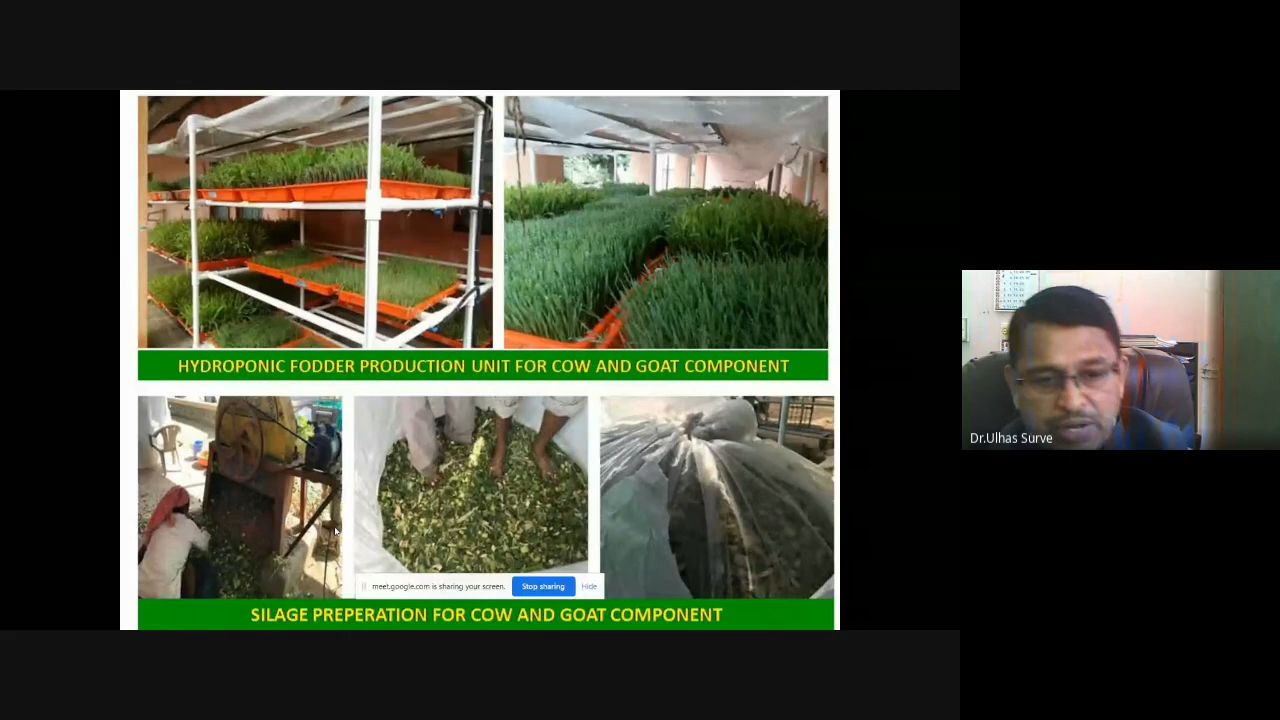 HYDROPONIC FODDER PRODUCTION UNIT FOR COW AND GOAT COMPONENT
Dr.Ulhas Surve
meet.google.com is sharing your screen.
Stop sharing
Hide
SILAGE PREPERATION FOR COW AND GOAT COMPONENT